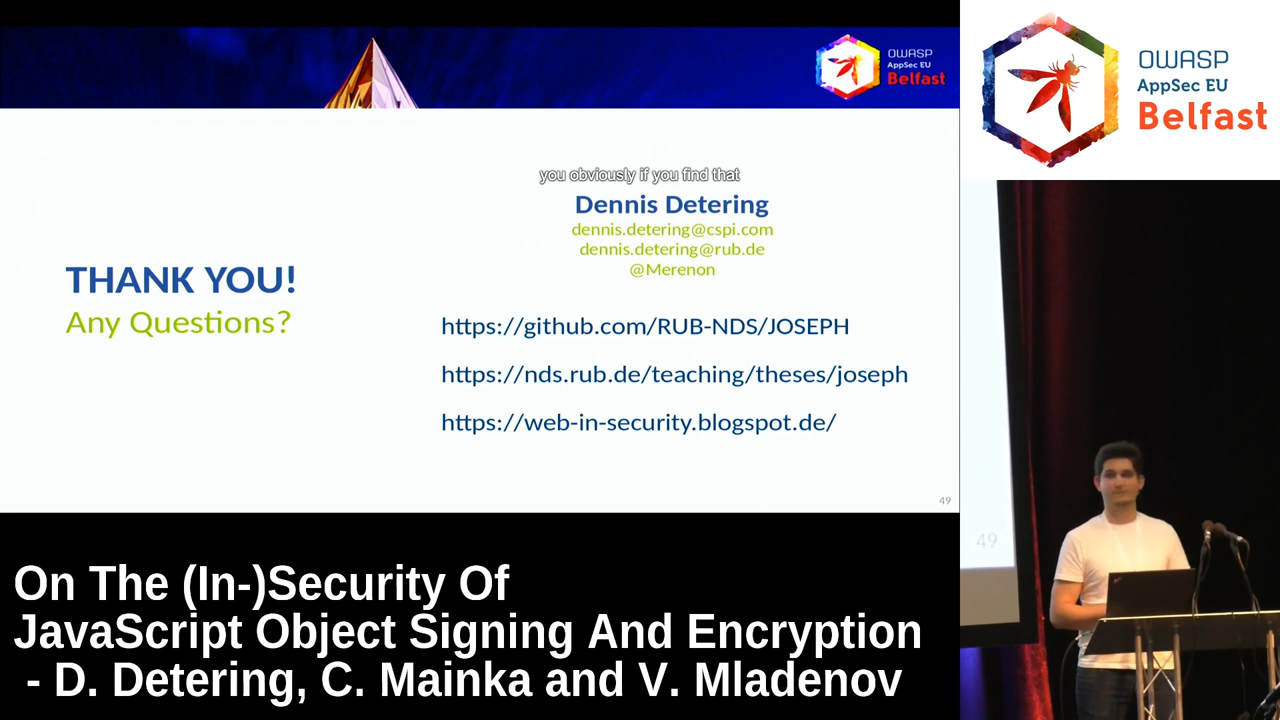 OWASP
AppSec EU
Belfast
you obviously if you find that
Dennis Detering
dennis.detering@cspi.com
dennis.detering@rub.de
@Merenon
THANK YOU!
Any Questions?
https://github.com/RUB-NDS/JOSEPH
https://nds.rub.de/teaching/theses/joseph
https://web-in-security.blogspot.de/
49
On The (In-)Security Of
JavaScript Object Signing And Encryption
- D. Detering, C. Mainka and V. Mladenov
OWASP
AppSec EU
Belfast
49